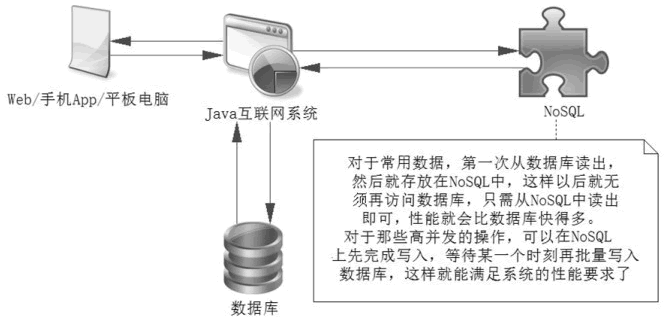 Web/手机App/平板电脑
Java互联网系统
NoSQL
对于常用数据，第一次从数据库读出，
然后就存放在NoSQL中，这样以后就无
须再访问数据库，只需从NoSQL中读出
即可，性能就会比数据库快得多。
对于那些高并发的操作，可以在NoSQL
上先完成写入，等待某一个时刻再批量写入
数据库，这样就能满足系统的性能要求了
数据库